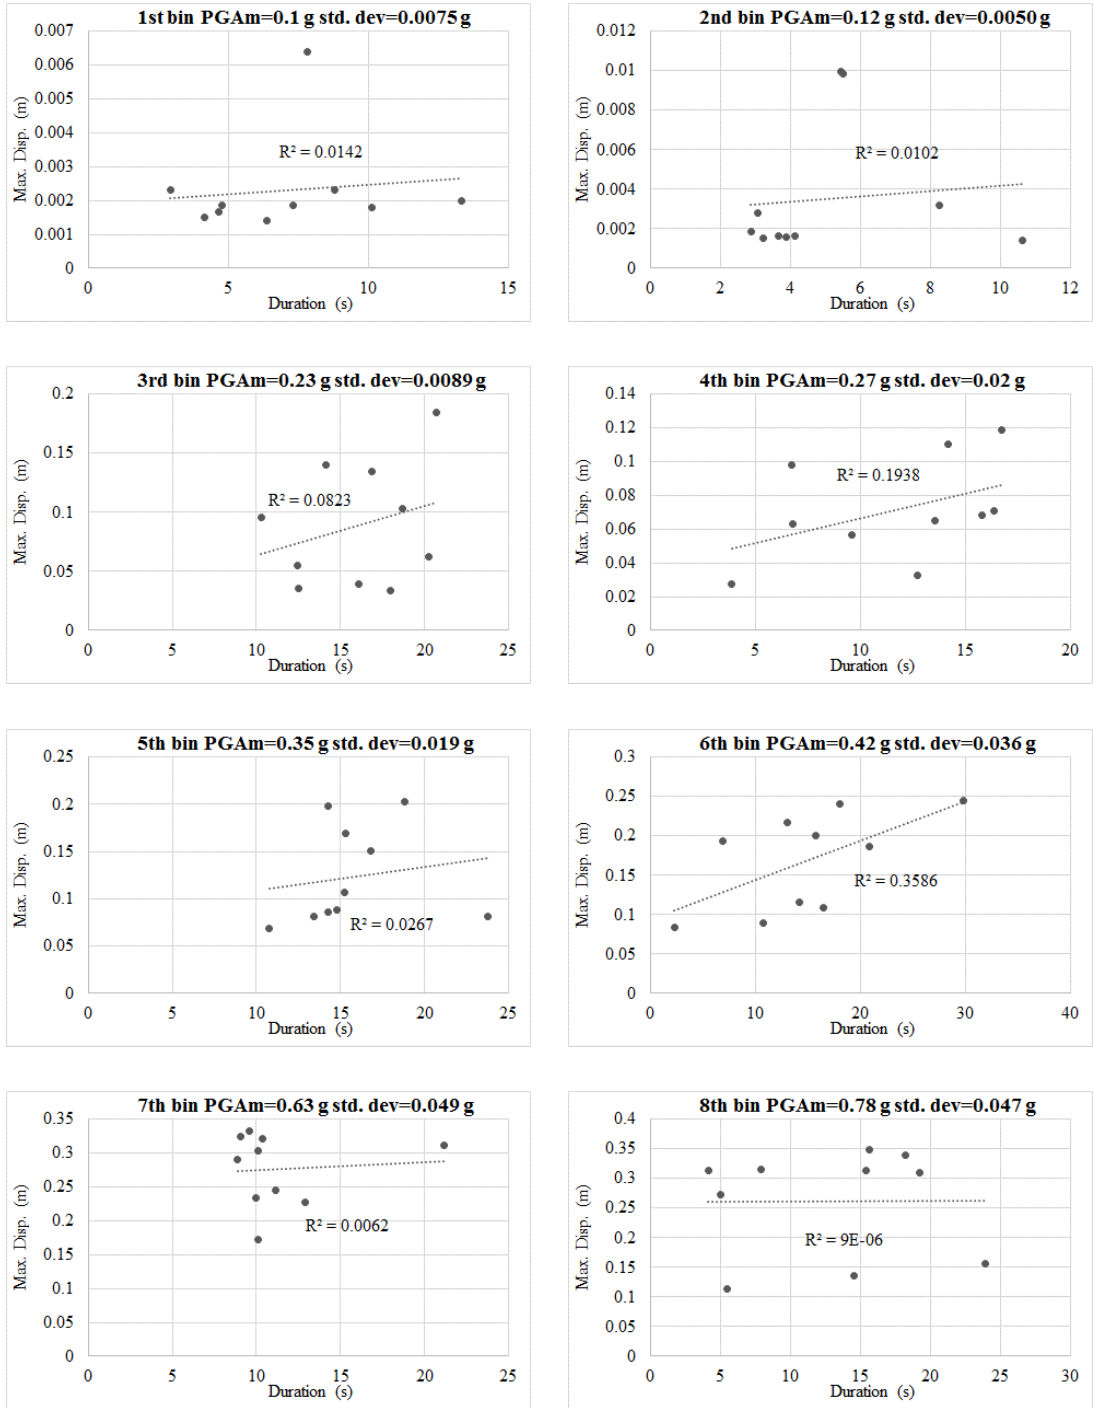 1st bin PGAm=0.1 g std. dev=0.0075 g
0.007
0.006
0.005
0.004
0.003
0.002
0.001
0
Max. Disp. (m)
R² = 0.0142
0 5 10 15
Duration (s)
2nd bin PGAm=0.12 g std. dev=0.0050 g
0.012
0.01
0.008
0.006
0.004
0.002
0
Max. Disp. (m)
R² = 0.0102
0 2 4 6 8 10 12
Duration (s)
3rd bin PGAm=0.23 g std. dev=0.0089 g
0.2
0.15
0.1
0.05
0
Max. Disp. (m)
R² = 0.0823
0 5 10 15 20 25
Duration (s)
4th bin PGAm=0.27 g std. dev=0.02 g
0.14
0.12
0.1
0.08
0.06
0.04
0.02
0
Max. Disp. (m)
R² = 0.1938
0 5 10 15 20
Duration (s)
5th bin PGAm=0.35 g std. dev=0.019 g
0.25
0.2
0.15
0.1
0.05
0
Max. Disp. (m)
R² = 0.0267
0 5 10 15 20 25
Duration (s)
6th bin PGAm=0.42 g std. dev=0.036 g
0.3
0.25
0.2
0.15
0.1
0.05
0
Max. Disp. (m)
R² = 0.3586
0 10 20 30 40
Duration (s)
7th bin PGAm=0.63 g std. dev=0.049 g
0.35
0.3
0.25
0.2
0.15
0.1
0.05
0
Max. Disp. (m)
R² = 0.0062
0 5 10 15 20 25
Duration (s)
8th bin PGAm=0.78 g std. dev=0.047 g
0.4
0.35
0.3
0.25
0.2
0.15
0.1
0.05
0
Max. Disp. (m)
R² = 9E-06
0 5 10 15 20 25 30
Duration (s)